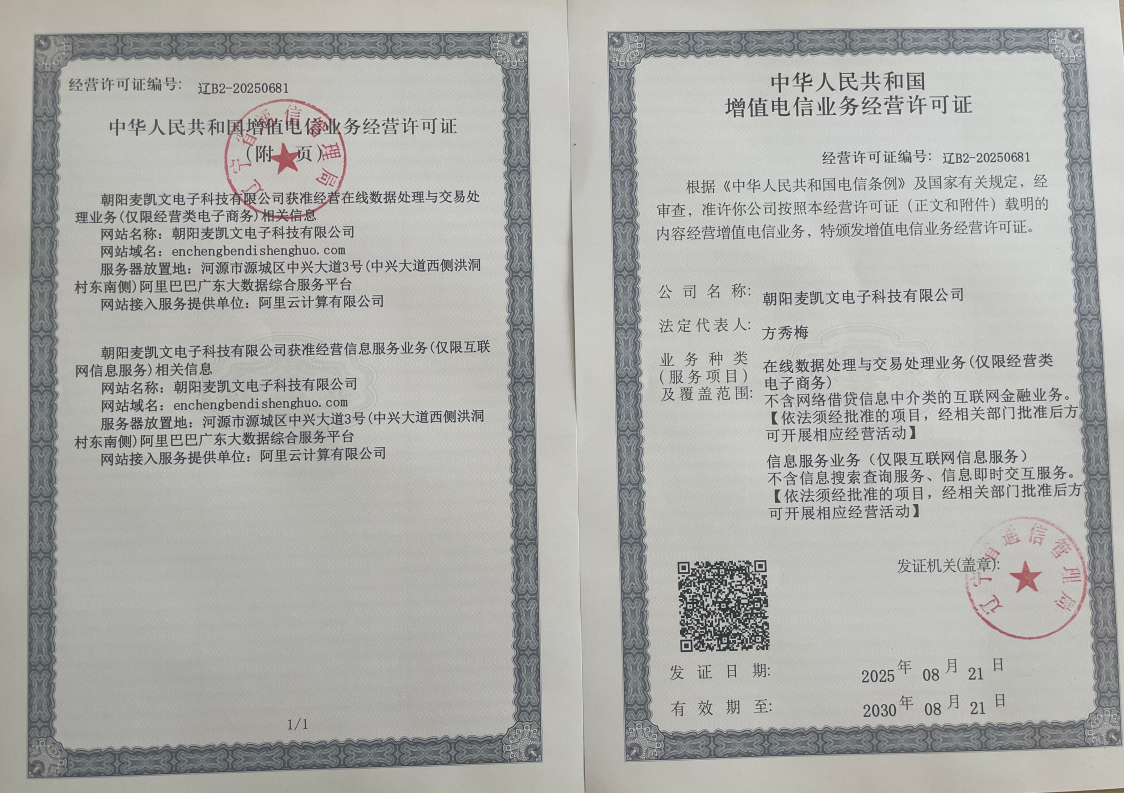 经营许可证编号: 辽B2-20250681
中华人民共和国增值电信业务经营许可证
(附 页)
辽宁省通信管理局
朝阳麦凯文电子科技有限公司获准经营在线数据处理与交易处
理业务(仅限经营类电子商务)相关信息
网站名称: 朝阳麦凯文电子科技有限公司
网站域名: enchengbendishenghuo.com
服务器放置地: 河源市源城区中兴大道3号(中兴大道西侧洪洞
村东南侧)阿里巴巴广东大数据综合服务平台
网站接入服务提供单位: 阿里云计算有限公司
朝阳麦凯文电子科技有限公司获准经营信息服务业务(仅限互联
网信息服务)相关信息
网站名称: 朝阳麦凯文电子科技有限公司
网站域名: enchengbendishenghuo.com
服务器放置地: 河源市源城区中兴大道3号(中兴大道西侧洪洞
村东南侧)阿里巴巴广东大数据综合服务平台
网站接入服务提供单位: 阿里云计算有限公司
1/1
中华人民共和国
增值电信业务经营许可证
经营许可证编号: 辽B2-20250681
根据《中华人民共和国电信条例》及国家有关规定，经
审查，准许你公司按照本经营许可证（正文和附件）载明的
内容经营增值电信业务，特颁发增值电信业务经营许可证。
公司名称: 朝阳麦凯文电子科技有限公司
法定代表人: 方秀梅
业务种类
(服务项目)
及覆盖范围:
在线数据处理与交易处理业务(仅限经营类
电子商务)
不含网络借贷信息中介类的互联网金融业务。
【依法须经批准的项目，经相关部门批准后方
可开展相应经营活动】
信息服务业务（仅限互联网信息服务）
不含信息搜索查询服务、信息即时交互服务。
【依法须经批准的项目，经相关部门批准后方
可开展相应经营活动】
发证机关(盖章):
辽宁省通信管理局
发证日期: 2025年08月21日
有效期至: 2030年08月21日